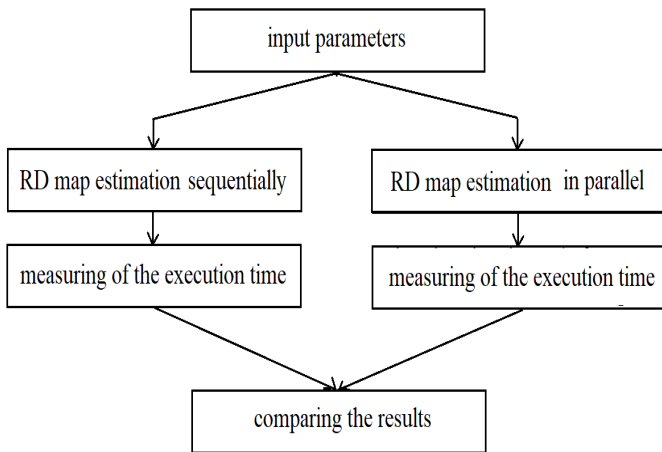 input parameters
RD map estimation sequentially
RD map estimation in parallel
measuring of the execution time
measuring of the execution time
comparing the results